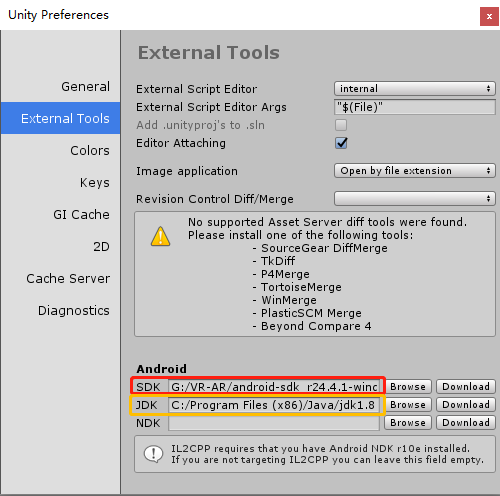 Unity Preferences
x
External Tools
General
External Tools
Colors
Keys
GI Cache
2D
Cache Server
Diagnostics
External Script Editor internal
External Script Editor Args "$(File)"
Add .unityproj's to .sln
Editor Attaching
Image application Open by file extension
Revision Control Diff/Merge
No supported Asset Server diff tools were found.
Please install one of the following tools:
- SourceGear DiffMerge
- TkDiff
- P4Merge
- TortoiseMerge
- WinMerge
- PlasticSCM Merge
- Beyond Compare 4
Android
SDK G:/VR-AR/android-sdk_r24.4.1-winc Browse Download
JDK C:/Program Files (x86)/Java/jdk1.8 Browse Download
NDK Browse Download
IL2CPP requires that you have Android NDK r10e installed.
If you are not targeting IL2CPP you can leave this field empty.